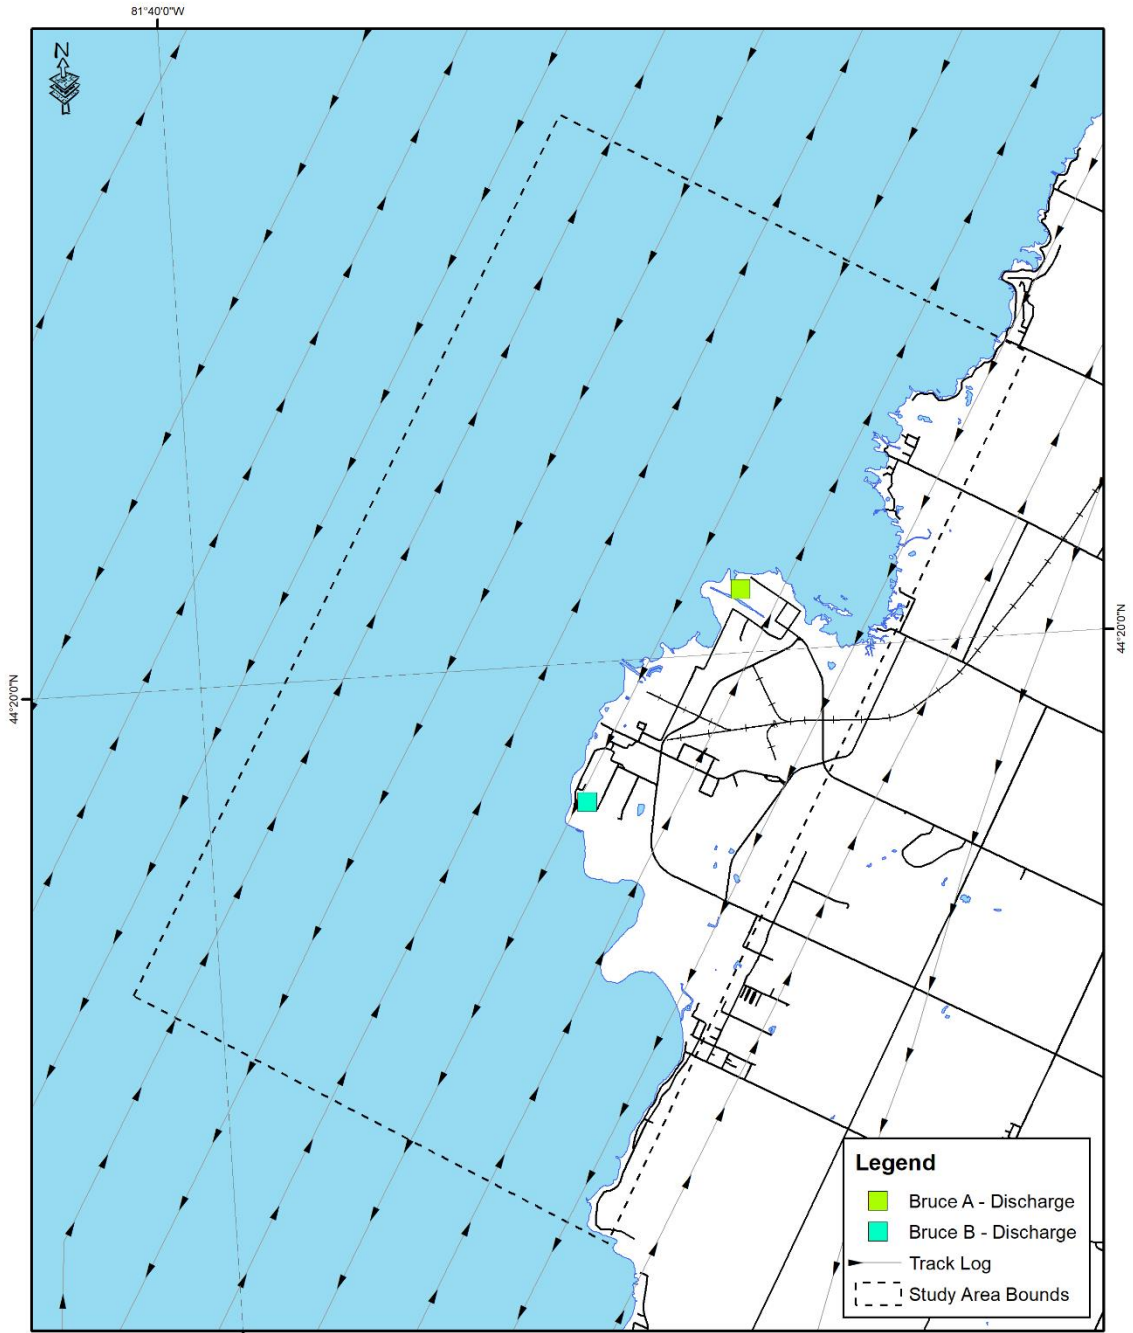 81°40'0"W
N
44°20'0"N
44°20'0"N
Legend
Bruce A - Discharge
Bruce B - Discharge
Track Log
Study Area Bounds